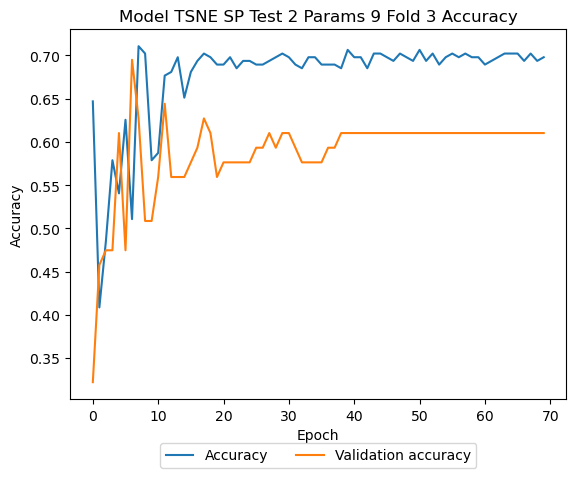 Model TSNE SP Test 2 Params 9 Fold 3 Accuracy
0.70
0.65
0.60
0.55
0.50
0.45
0.40
0.35
Accuracy
0 10 20 30 40 50 60 70
Epoch
Accuracy Validation accuracy